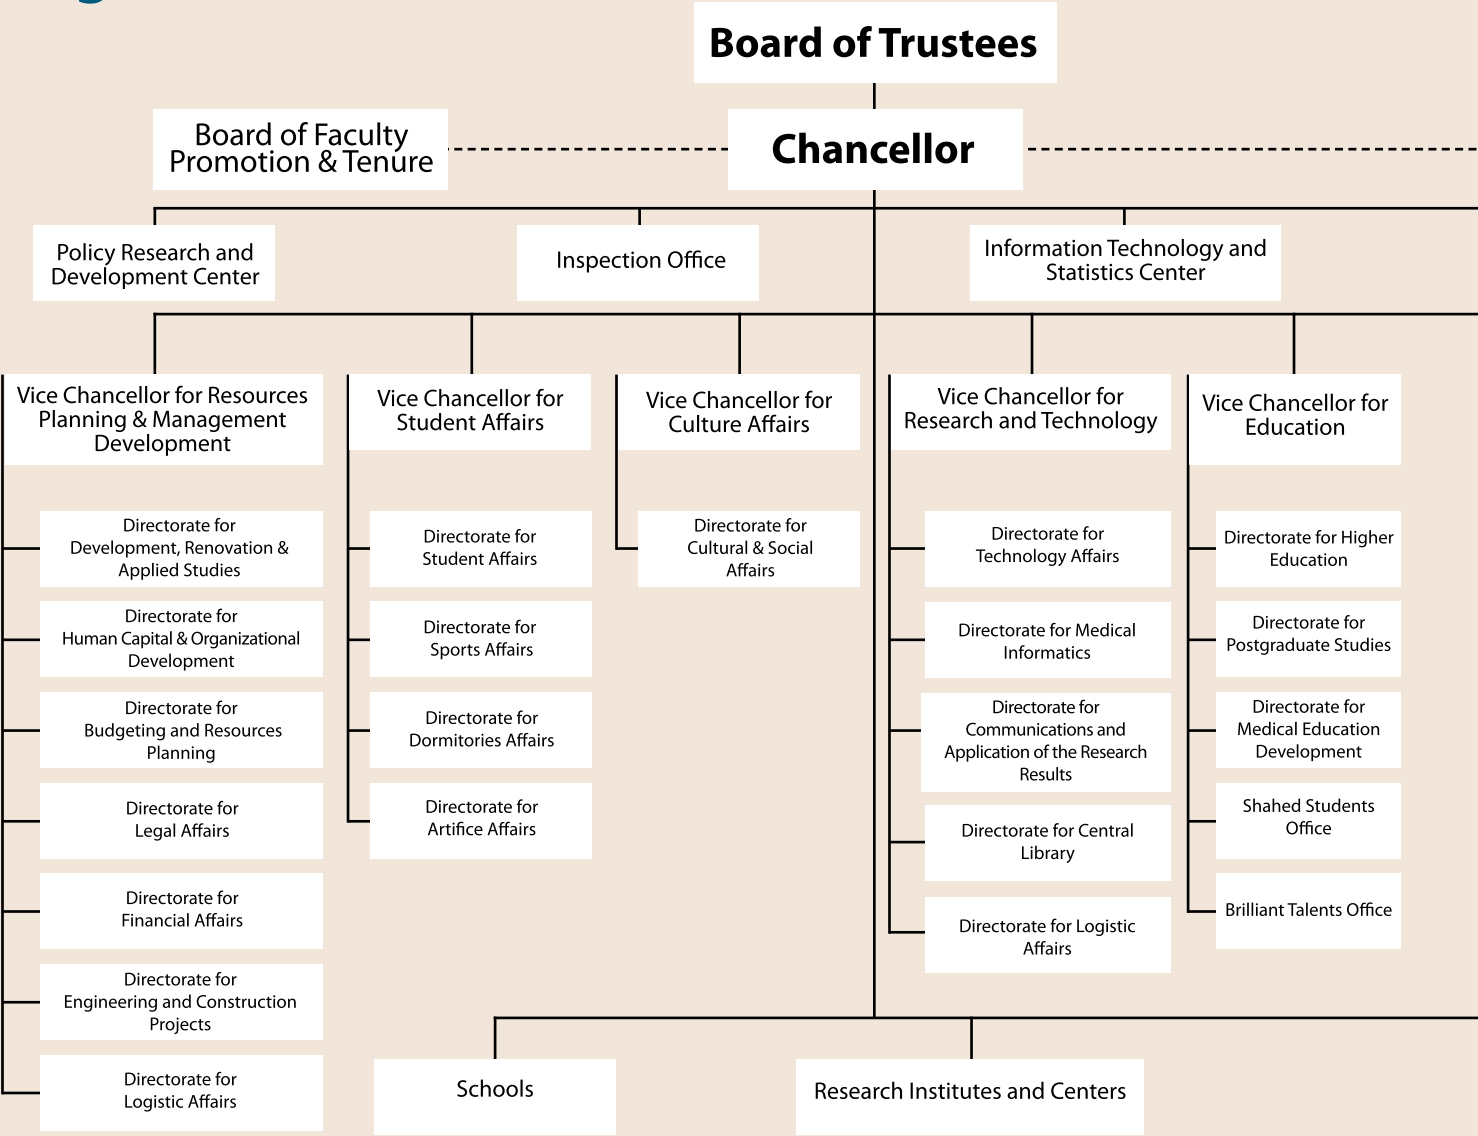 Board of Trustees
Board of Faculty
Promotion & Tenure
Chancellor
Policy Research and
Development Center
Inspection Office
Information Technology and
Statistics Center
Vice Chancellor for Resources
Planning & Management
Development
Directorate for
Development, Renovation &
Applied Studies
Directorate for
Human Capital & Organizational
Development
Directorate for
Budgeting and Resources
Planning
Directorate for
Legal Affairs
Directorate for
Financial Affairs
Directorate for
Engineering and Construction
Projects
Directorate for
Logistic Affairs
Vice Chancellor for
Student Affairs
Directorate for
Student Affairs
Directorate for
Sports Affairs
Directorate for
Dormitories Affairs
Directorate for
Artifice Affairs
Vice Chancellor for
Culture Affairs
Directorate for
Cultural & Social
Affairs
Vice Chancellor for
Research and Technology
Directorate for
Technology Affairs
Directorate for Medical
Informatics
Directorate for
Communications and
Application of the Research
Results
Directorate for Central
Library
Directorate for Logistic
Affairs
Vice Chancellor for
Education
Directorate for Higher
Education
Directorate for
Postgraduate Studies
Directorate for
Medical Education
Development
Shahed Students
Office
Brilliant Talents Office
Schools
Research Institutes and Centers